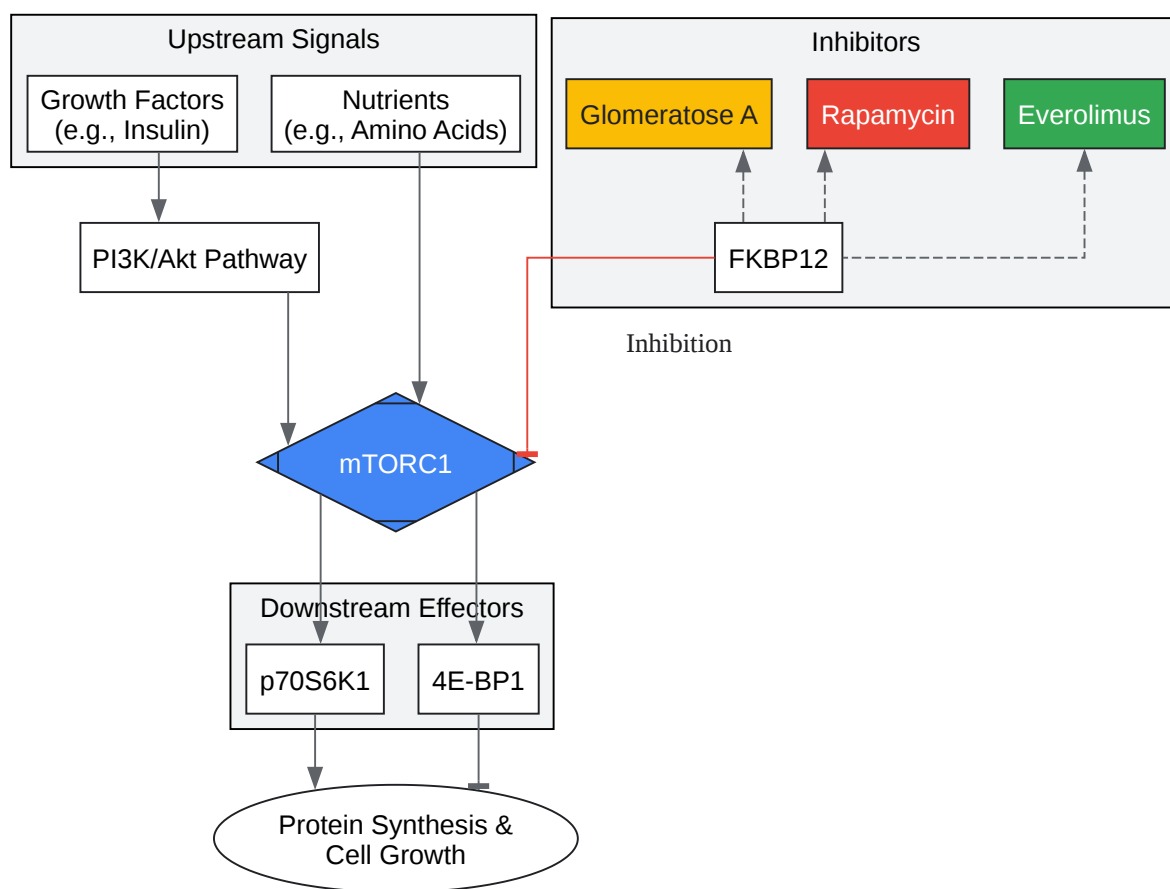 Upstream Signals
Growth Factors
(e.g., Insulin)
Nutrients
(e.g., Amino Acids)
Inhibitors
Glomeratose A
Rapamycin
Everolimus
PI3K/Akt Pathway
FKBP12
Inhibition
mTORC1
Downstream Effectors
p70S6K1
4E-BP1
Protein Synthesis &
Cell Growth